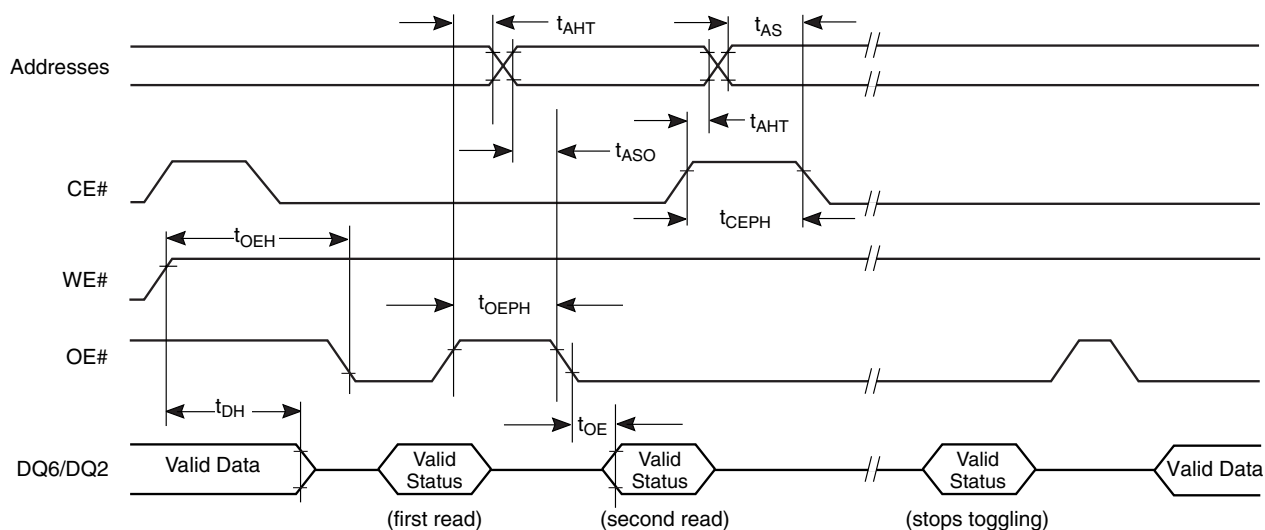 tAHT
tAS
Addresses
tAHT
tASO
CE#
tCEPH
tOEH
WE#
tOEPH
OE#
tDH
tOE
DQ6/DQ2
Valid Data
Valid
Status
Valid
Status
Valid
Status
Valid Data
(first read)
(second read)
(stops toggling)